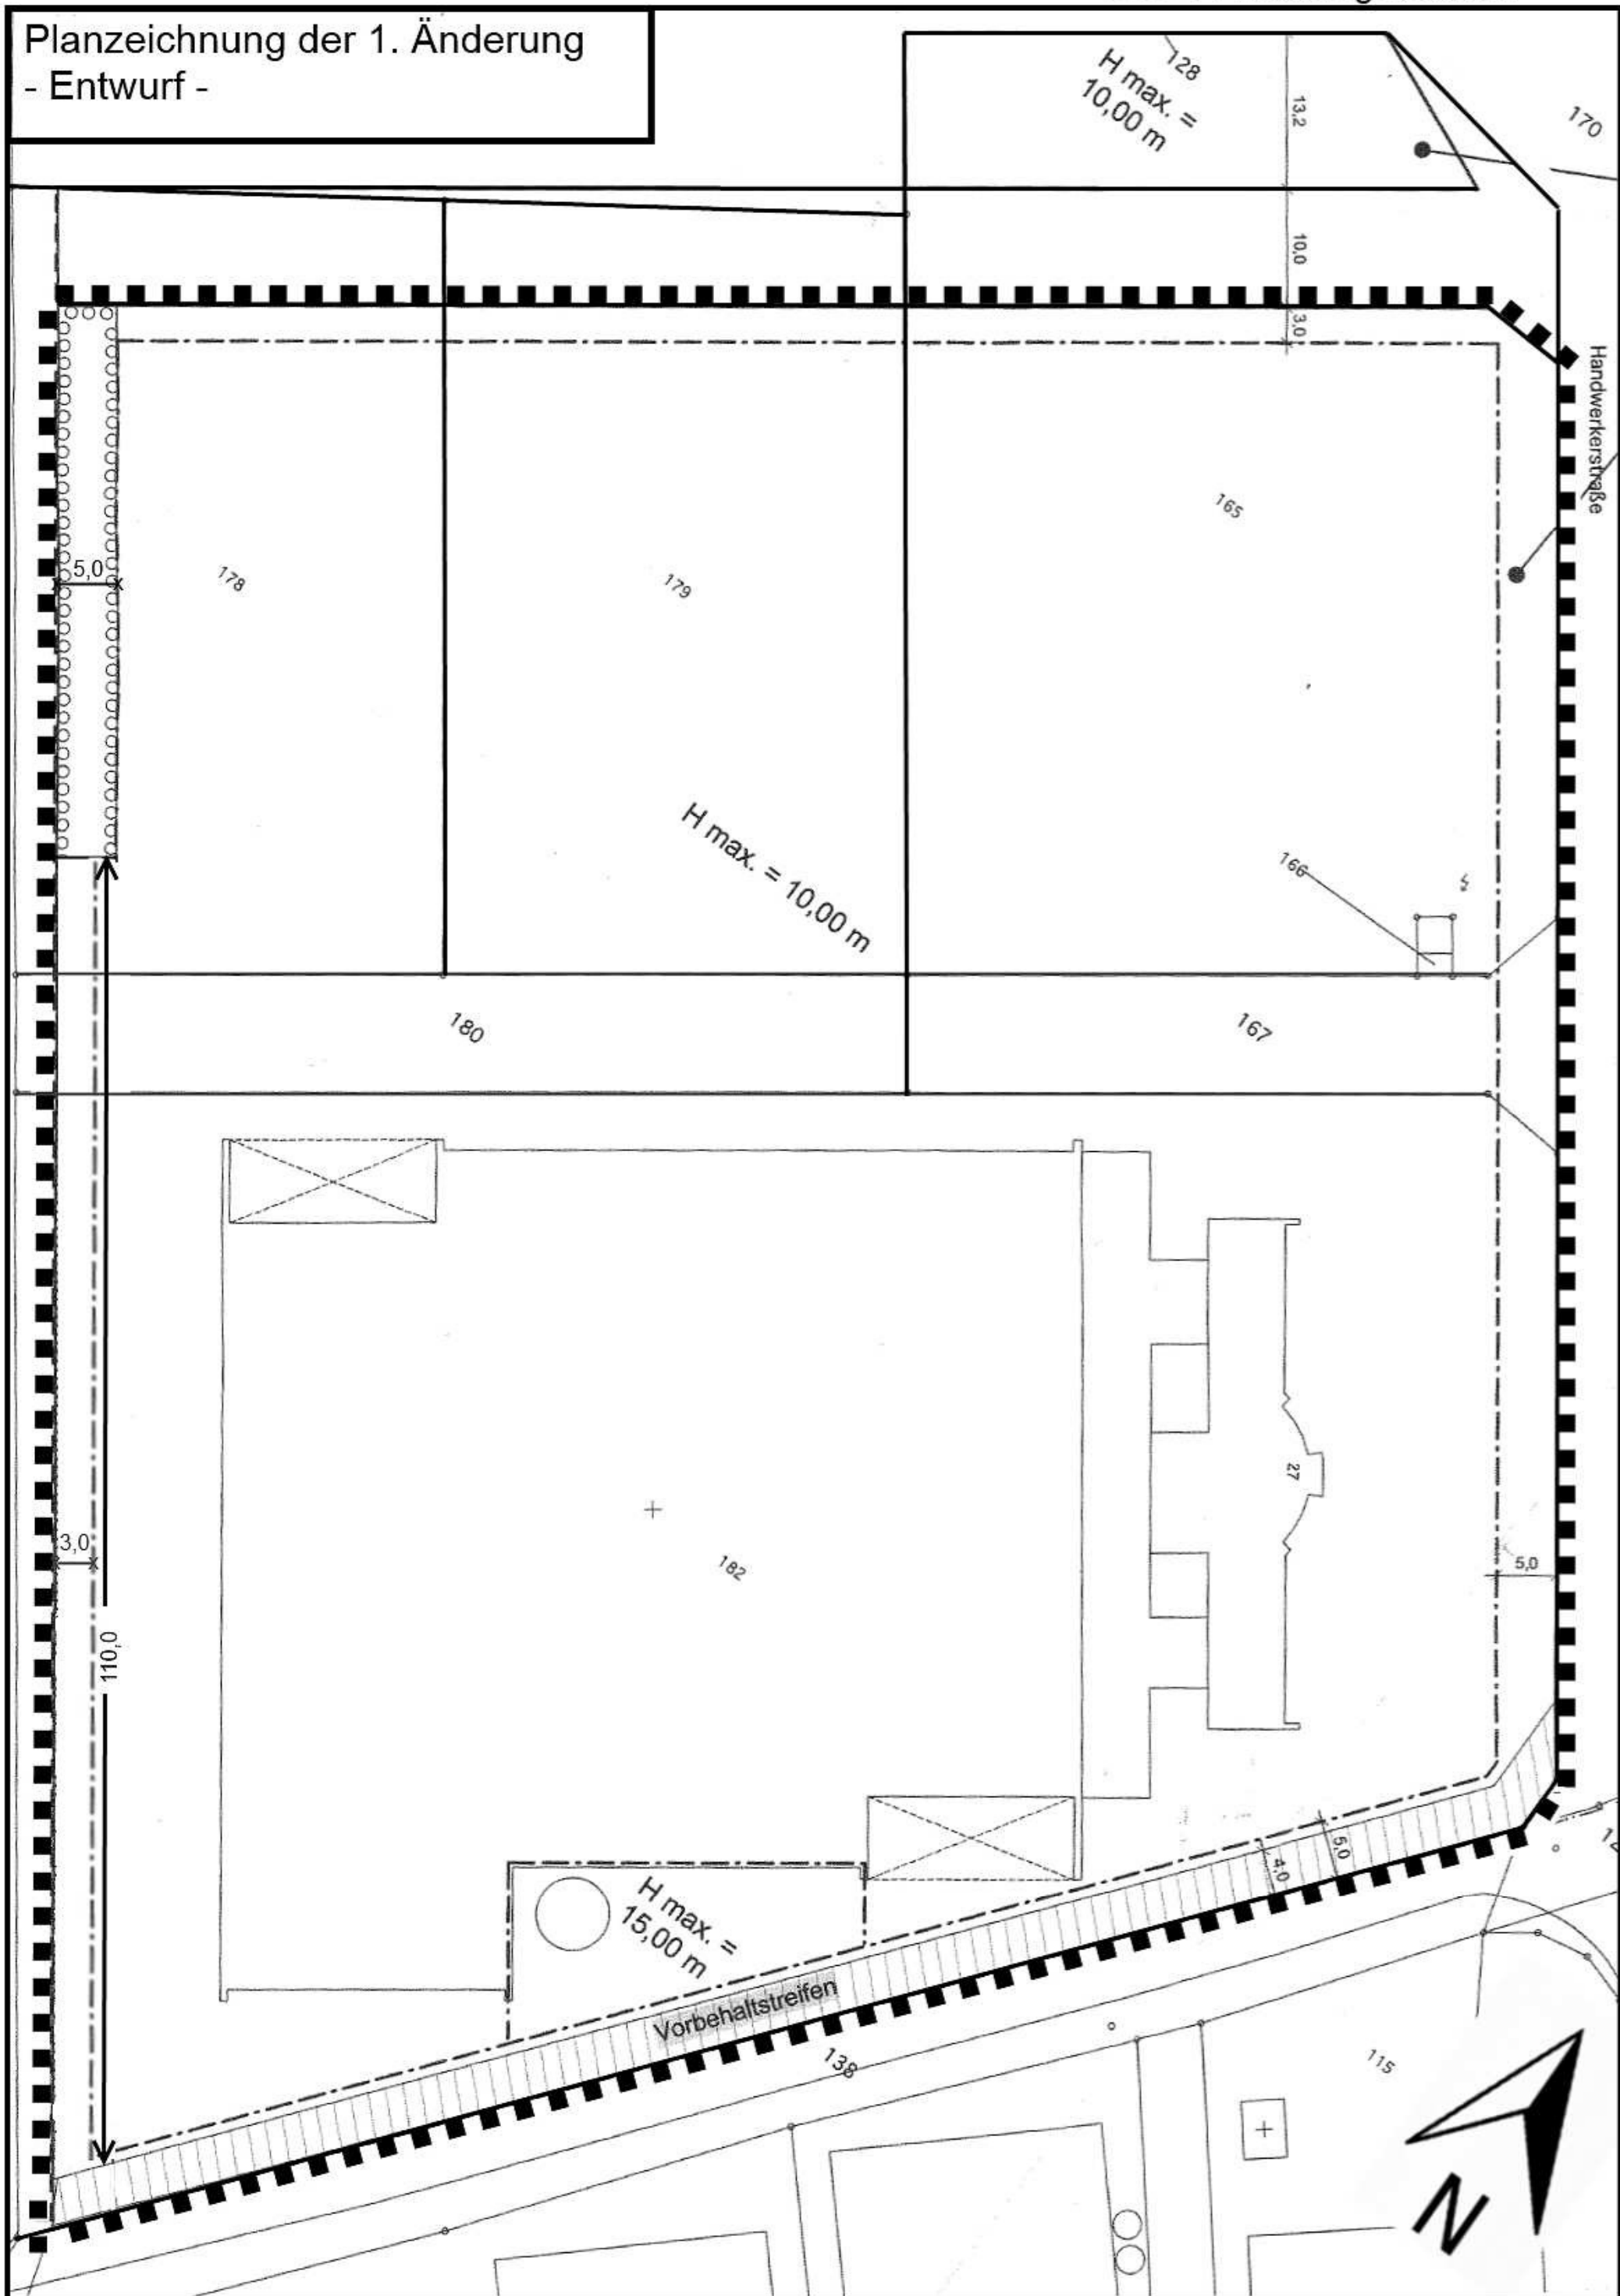 Planzeichnung der 1. Änderung
- Entwurf -
128
H max. =
10,00 m
13,2
170
10,0
3,0
Handwerkerstraße
165
5,0
178
179
H max. = 10,00 m
166
180
167
27
3,0
182
5,0
110,0
5,0
4,0
H max. =
15,00 m
Vorbehaltstreifen
138
115
N